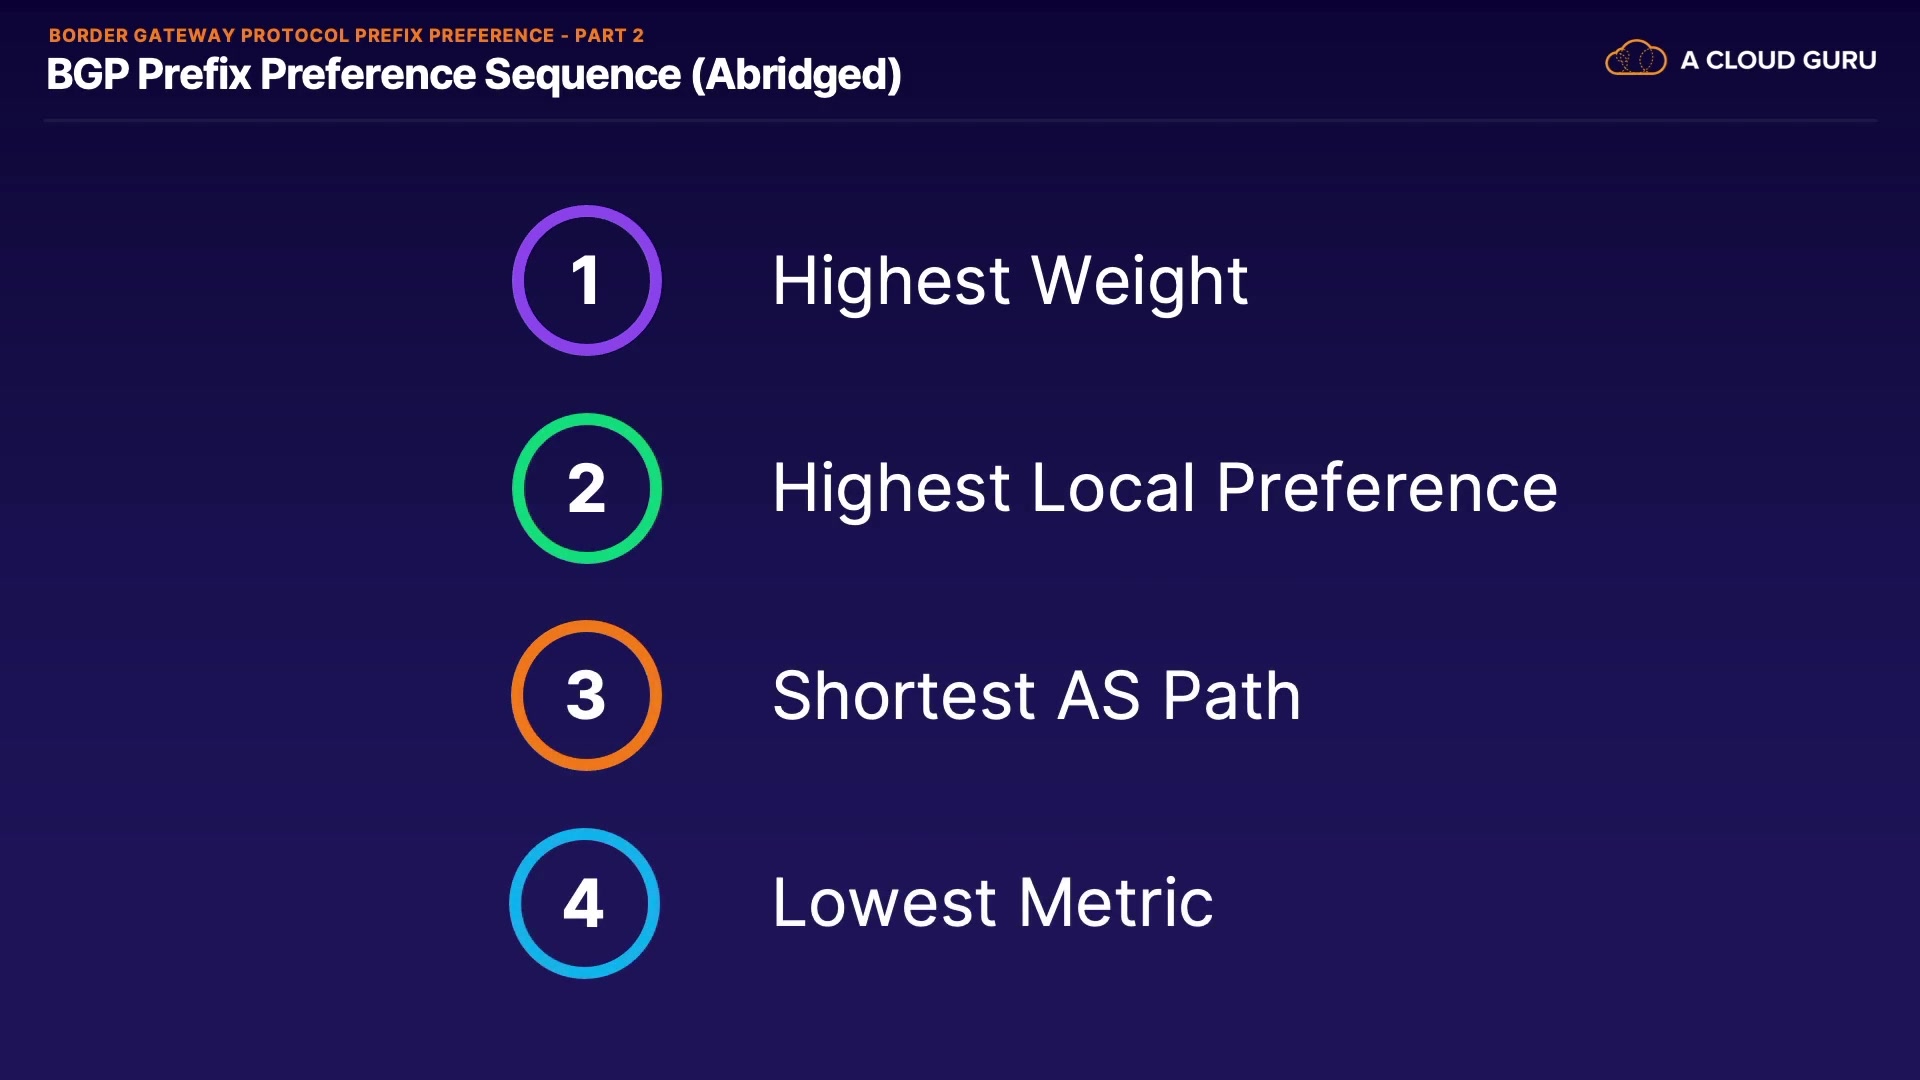 BORDER GATEWAY PROTOCOL PREFIX PREFERENCE - PART 2
BGP Prefix Preference Sequence (Abridged)
A CLOUD GURU
1 Highest Weight
2 Highest Local Preference
3 Shortest AS Path
4 Lowest Metric